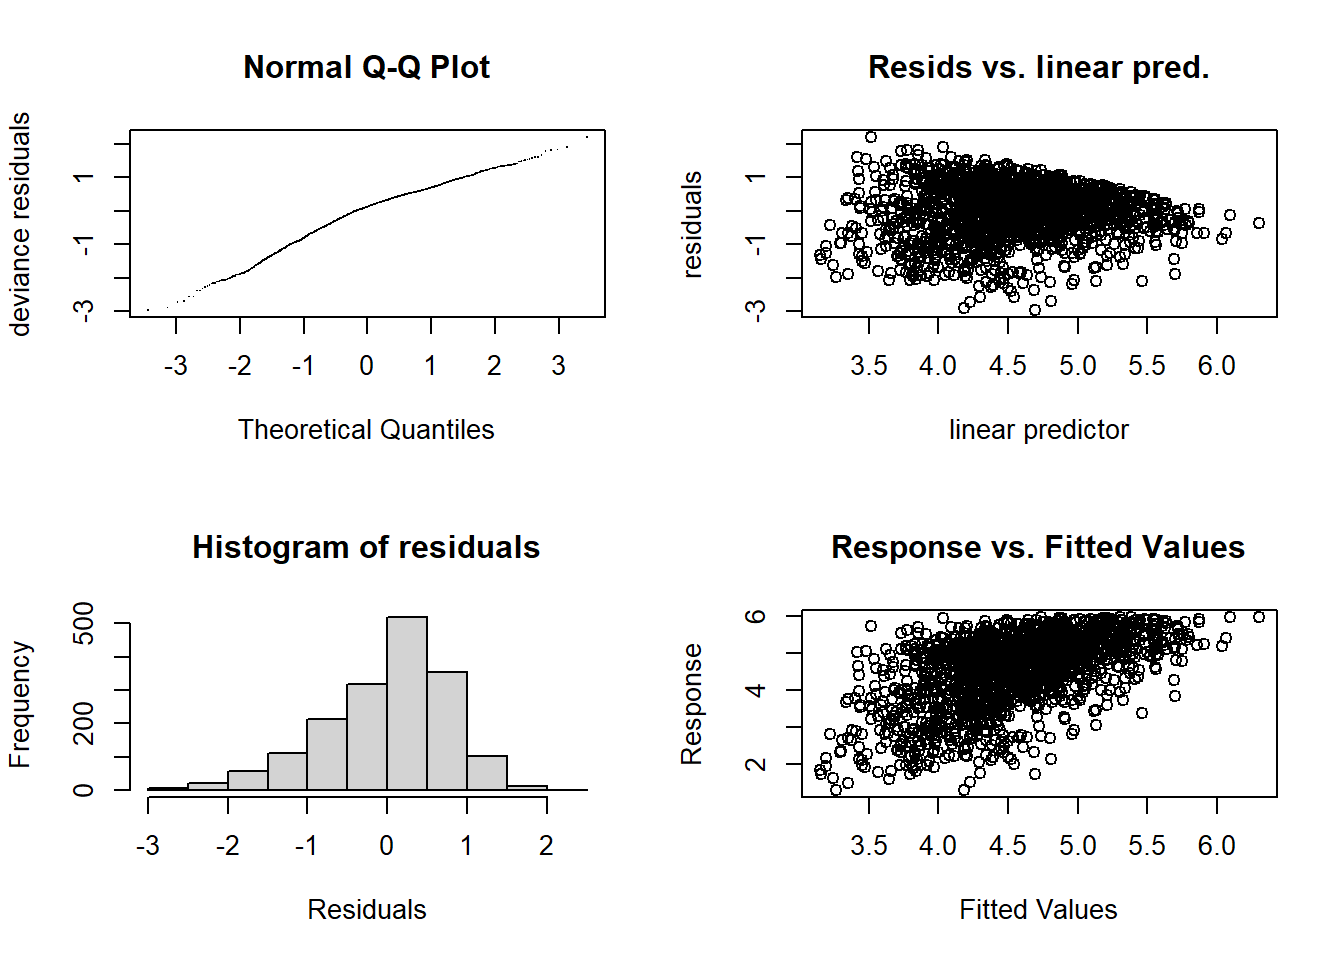 Normal Q-Q Plot
deviance residuals
-3 -1 1
-3 -2 -1 0 1 2 3
Theoretical Quantiles
Resids vs. linear pred.
residuals
-3 -1 1
3.5 4.0 4.5 5.0 5.5 6.0
linear predictor
Histogram of residuals
Frequency
0 200 500
-3 -2 -1 0 1 2
Residuals
Response vs. Fitted Values
Response
2 4 6
3.5 4.0 4.5 5.0 5.5 6.0
Fitted Values